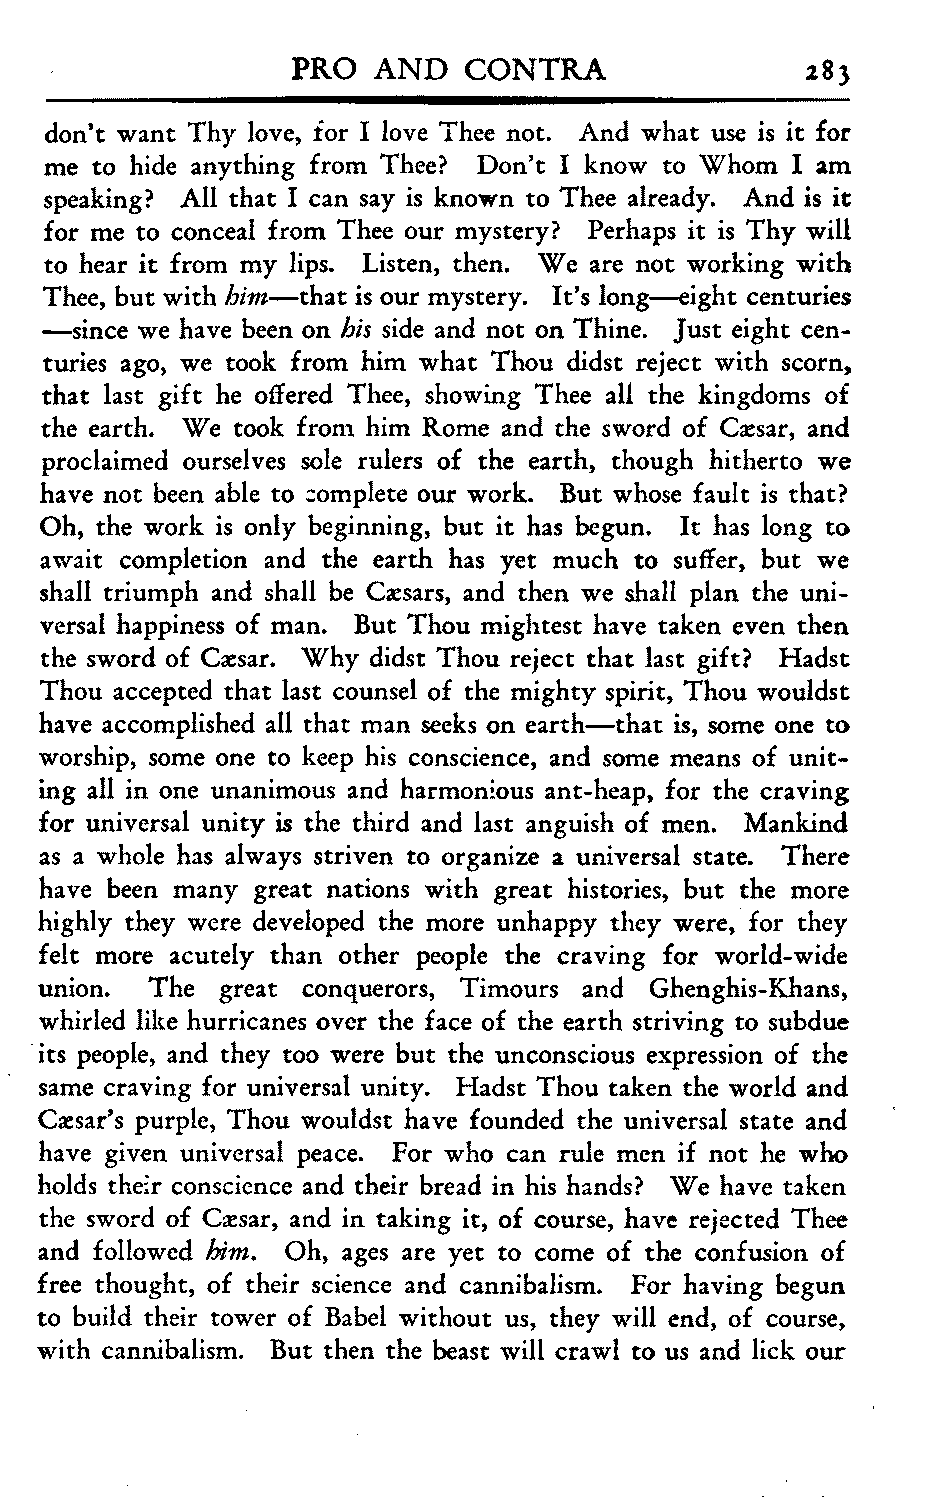 PRO AND CONTRA 283
don't want Thy love, for I love Thee not. And what use is it for
me to hide anything from Thee? Don't I know to Whom I am
speaking? All that I can say is known to Thee already. And is it
for me to conceal from Thee our mystery? Perhaps it is Thy will
to hear it from my lips. Listen, then. We are not working with
Thee, but with him—that is our mystery. It's long—eight centuries
—since we have been on his side and not on Thine. Just eight cen-
turies ago, we took from him what Thou didst reject with scorn,
that last gift he offered Thee, showing Thee all the kingdoms of
the earth. We took from him Rome and the sword of Cæsar, and
proclaimed ourselves sole rulers of the earth, though hitherto we
have not been able to complete our work. But whose fault is that?
Oh, the work is only beginning, but it has begun. It has long to
await completion and the earth has yet much to suffer, but we
shall triumph and shall be Cæsars, and then we shall plan the uni-
versal happiness of man. But Thou mightest have taken even then
the sword of Cæsar. Why didst Thou reject that last gift? Hadst
Thou accepted that last counsel of the mighty spirit, Thou wouldst
have accomplished all that man seeks on earth—that is, some one to
worship, some one to keep his conscience, and some means of unit-
ing all in one unanimous and harmonious ant-heap, for the craving
for universal unity is the third and last anguish of men. Mankind
as a whole has always striven to organize a universal state. There
have been many great nations with great histories, but the more
highly they were developed the more unhappy they were, for they
felt more acutely than other people the craving for world-wide
union. The great conquerors, Timours and Ghenghis-Khans,
whirled like hurricanes over the face of the earth striving to subdue
its people, and they too were but the unconscious expression of the
same craving for universal unity. Hadst Thou taken the world and
Cæsar's purple, Thou wouldst have founded the universal state and
have given universal peace. For who can rule men if not he who
holds their conscience and their bread in his hands? We have taken
the sword of Cæsar, and in taking it, of course, have rejected Thee
and followed him. Oh, ages are yet to come of the confusion of
free thought, of their science and cannibalism. For having begun
to build their tower of Babel without us, they will end, of course,
with cannibalism. But then the beast will crawl to us and lick our